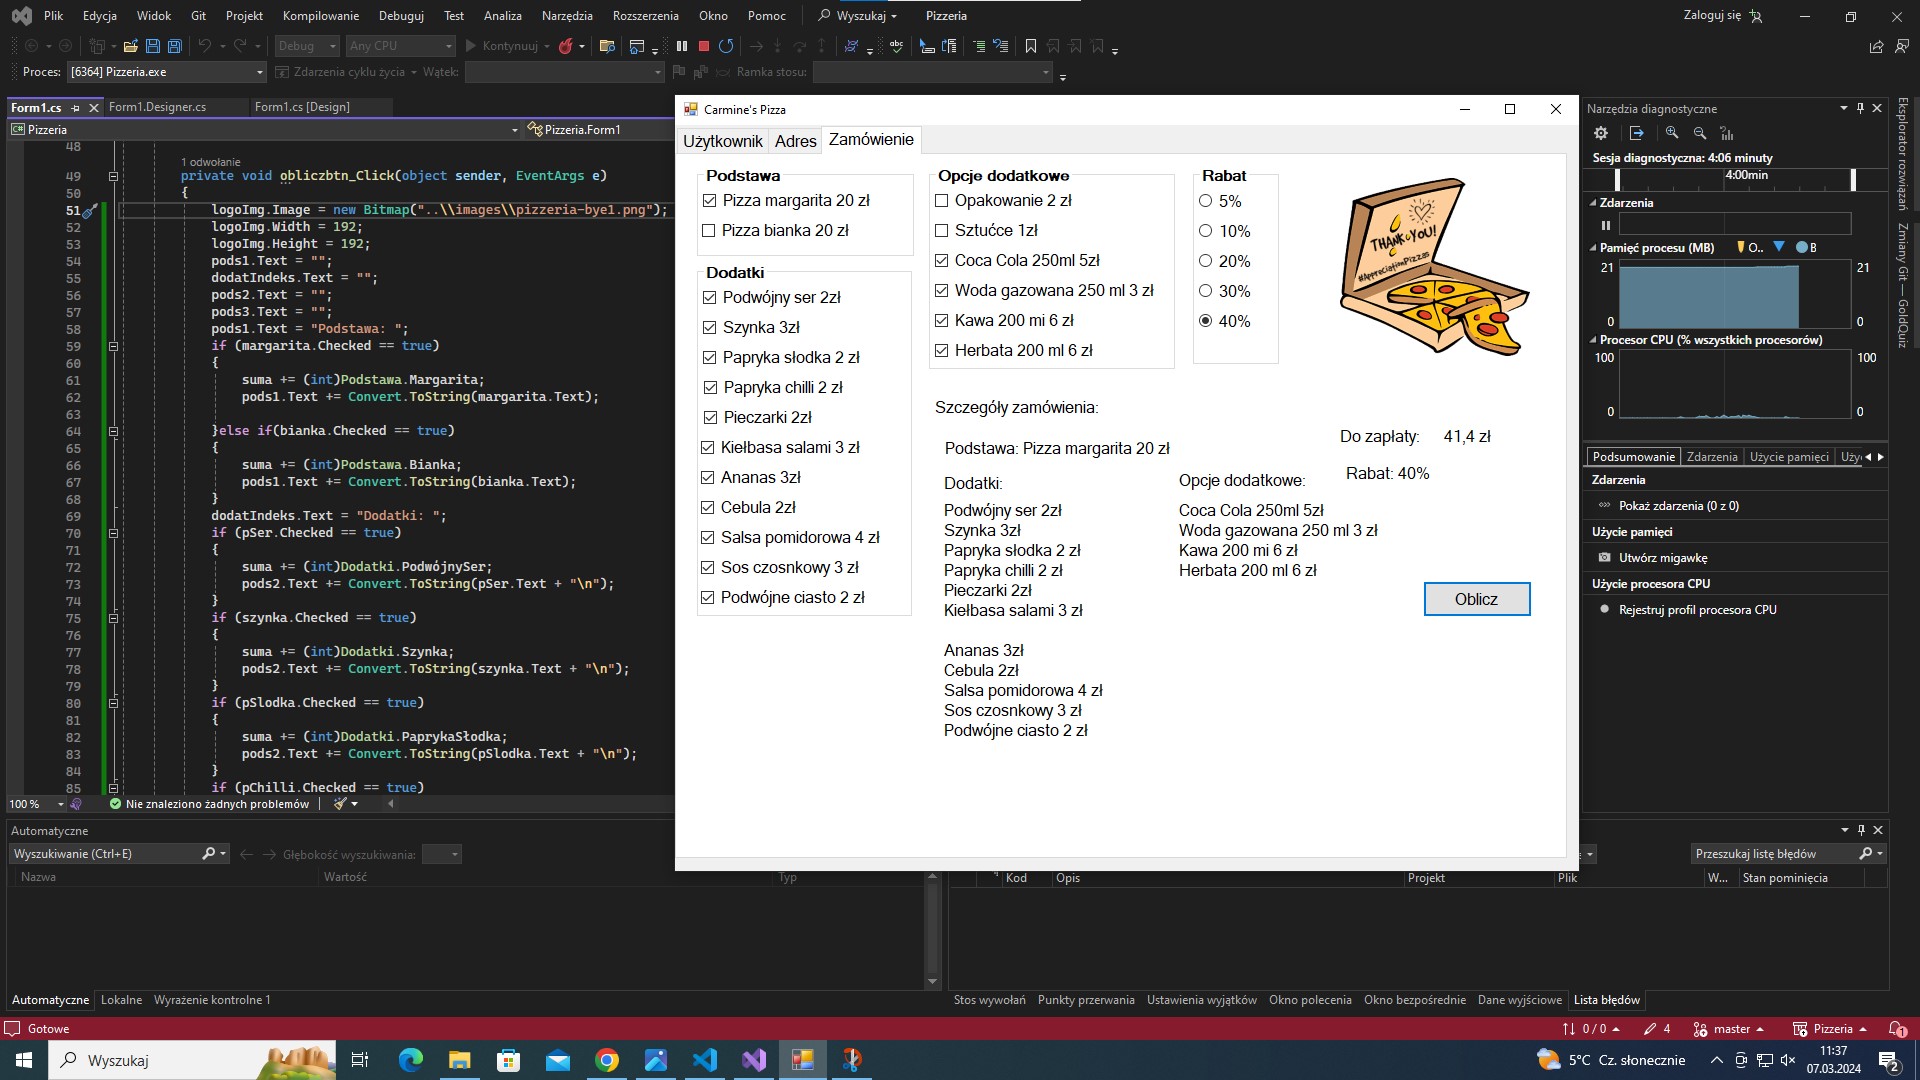 Plik Edycja Widok Git Projekt Kompilowanie Debuguj Test Analiza Narzędzia Rozszerzenia Okno Pomoc Wyszukaj Pizzeria Zaloguj się
Debug Any CPU Kontynuuj
Proces: [6364] Pizzeria.exe Zdarzenia cyklu życia Wątek: Ramka stosu:
Form1.cs Form1.Designer.cs Form1.cs [Design]
Pizzeria Pizzeria.Form1
48
1 odwołanie
49 private void obliczbtn_Click(object sender, EventArgs e)
50 {
51 logoImg.Image = new Bitmap("..\\images\\pizzeria-bye1.png");
52 logoImg.Width = 192;
53 logoImg.Height = 192;
54 pods1.Text = "";
55 dodatIndeks.Text = "";
56 pods2.Text = "";
57 pods3.Text = "";
58 pods1.Text = "Podstawa: ";
59 if (margarita.Checked == true)
60 {
61 suma += (int)Podstawa.Margarita;
62 pods1.Text += Convert.ToString(margarita.Text);
63
64 }else if(bianka.Checked == true)
65 {
66 suma += (int)Podstawa.Bianka;
67 pods1.Text += Convert.ToString(bianka.Text);
68 }
69 dodatIndeks.Text = "Dodatki: ";
70 if (pSer.Checked == true)
71 {
72 suma += (int)Dodatki.PodwójnySer;
73 pods2.Text += Convert.ToString(pSer.Text + "\n");
74 }
75 if (szynka.Checked == true)
76 {
77 suma += (int)Dodatki.Szynka;
78 pods2.Text += Convert.ToString(szynka.Text + "\n");
79 }
80 if (pSlodka.Checked == true)
81 {
82 suma += (int)Dodatki.PaprykaSłodka;
83 pods2.Text += Convert.ToString(pSlodka.Text + "\n");
84 }
85 if (pChilli.Checked == true)
100 % Nie znaleziono żadnych problemów
Carmine's Pizza
Użytkownik Adres Zamówienie
Podstawa
Pizza margarita 20 zł
Pizza bianka 20 zł
Dodatki
Podwójny ser 2zł
Szynka 3zł
Papryka słodka 2 zł
Papryka chilli 2 zł
Pieczarki 2zł
Kiełbasa salami 3 zł
Ananas 3zł
Cebula 2zł
Salsa pomidorowa 4 zł
Sos czosnkowy 3 zł
Podwójne ciasto 2 zł
Opcje dodatkowe
Opakowanie 2 zł
Sztućce 1zł
Coca Cola 250ml 5zł
Woda gazowana 250 ml 3 zł
Kawa 200 mi 6 zł
Herbata 200 ml 6 zł
Rabat
5%
10%
20%
30%
40%
THANK YOU!
#AppreciationPizzas
Szczegóły zamówienia:
Podstawa: Pizza margarita 20 zł
Do zapłaty: 41,4 zł
Rabat: 40%
Dodatki:
Podwójny ser 2zł
Szynka 3zł
Papryka słodka 2 zł
Papryka chilli 2 zł
Pieczarki 2zł
Kiełbasa salami 3 zł
Ananas 3zł
Cebula 2zł
Salsa pomidorowa 4 zł
Sos czosnkowy 3 zł
Podwójne ciasto 2 zł
Opcje dodatkowe:
Coca Cola 250ml 5zł
Woda gazowana 250 ml 3 zł
Kawa 200 mi 6 zł
Herbata 200 ml 6 zł
Oblicz
Narzędzia diagnostyczne
Sesja diagnostyczna: 4:06 minuty
4:00min
Zdarzenia
Pamięć procesu (MB) O.. B
21 21
0 0
Procesor CPU (% wszystkich procesorów)
100 100
0 0
Podsumowanie Zdarzenia Użycie pamięci Uży
Zdarzenia
Pokaż zdarzenia (0 z 0)
Użycie pamięci
Utwórz migawkę
Użycie procesora CPU
Rejestruj profil procesora CPU
Eksplorator rozwiązań
Zmiany Git — GoldQuiz
Automatyczne
Wyszukiwanie (Ctrl+E) Głębokość wyszukiwania:
Nazwa Wartość Typ
Automatyczne Lokalne Wyrażenie kontrolne 1
Przeszukaj listę błędów
Kod Opis Projekt Plik W... Stan pominięcia
Stos wywołań Punkty przerwania Ustawienia wyjątków Okno polecenia Okno bezpośrednie Dane wyjściowe Lista błędów
Gotowe 0 / 0 4 master Pizzeria 1
Wyszukaj 5°C Cz. słonecznie 11:37
07.03.2024 2